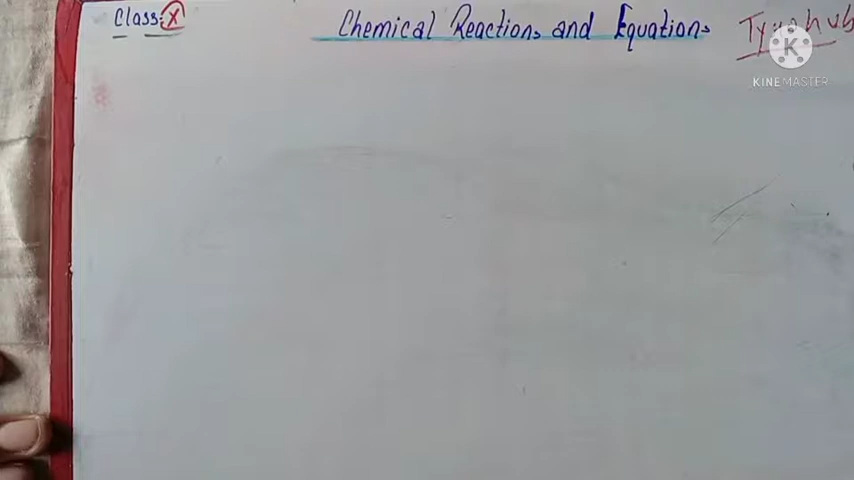 Class:- X
Chemical Reactions and Equations
K
KINEMASTER